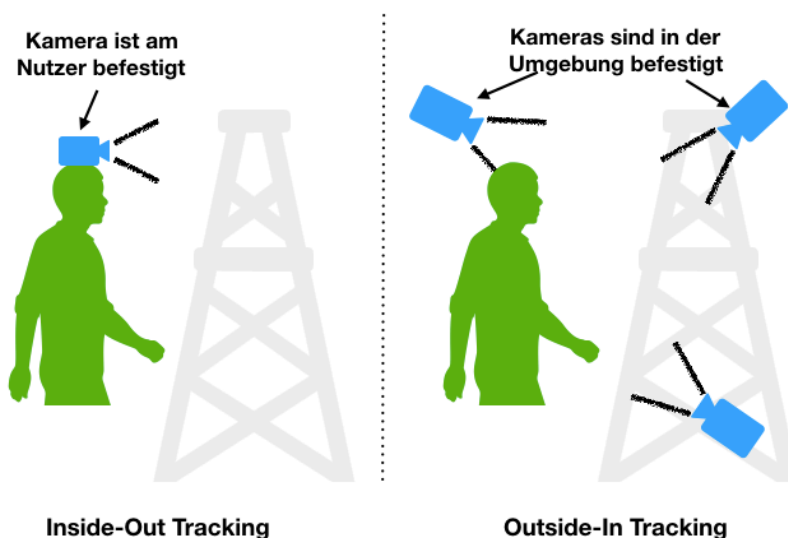 Kamera ist am
Nutzer befestigt
Kameras sind in der
Umgebung befestigt
Inside-Out Tracking
Outside-In Tracking